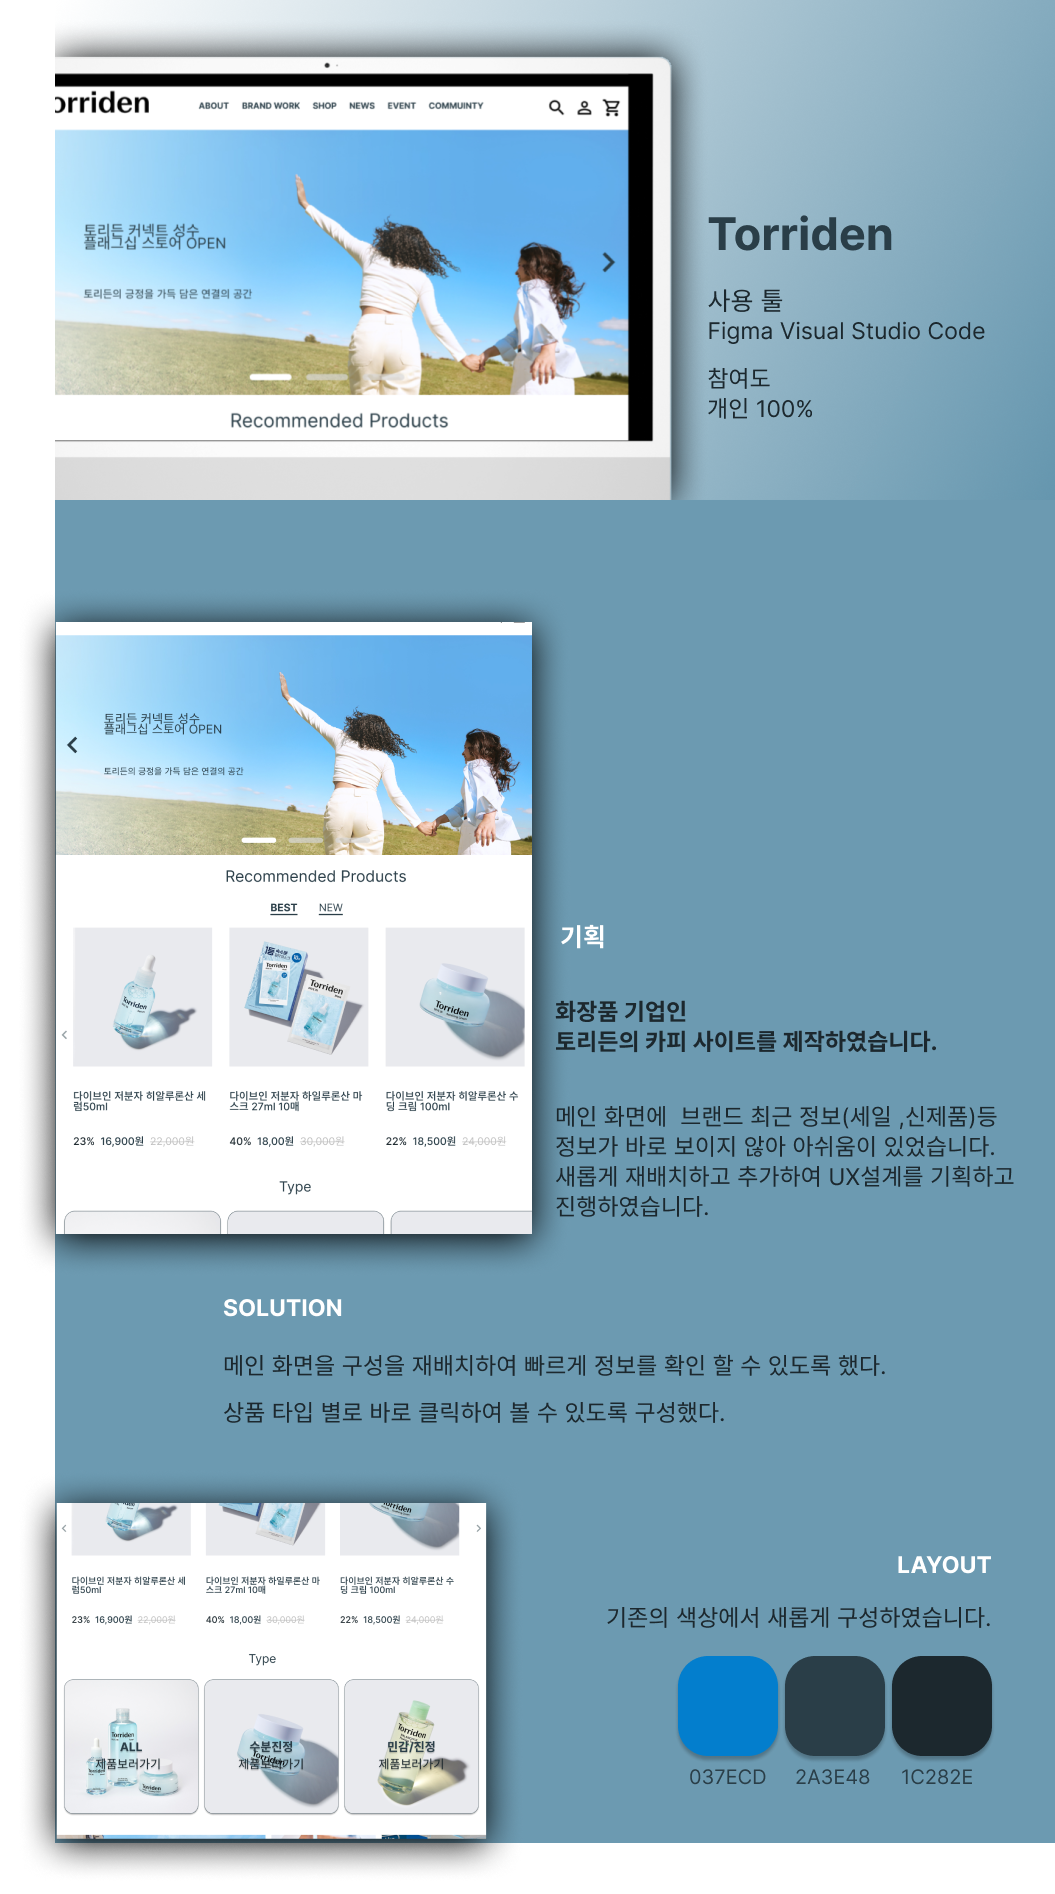 orriden
ABOUT BRAND WORK SHOP NEWS EVENT COMMUINTY
토리든 커넥트 성수
플래그십 스토어 OPEN
토리든의 긍정을 가득 담은 연결의 공간
Recommended Products
Torriden
사용 툴
Figma Visual Studio Code
참여도
개인 100%
토리든 커넥트 성수
플래그십 스토어 OPEN
토리든의 긍정을 가득 담은 연결의 공간
Recommended Products
BEST NEW
Torriden
Torriden
Torriden
Torriden
다이브인 저분자 히알루론산 세
럼50ml
다이브인 저분자 하일루론산 마
스크 27ml 10매
다이브인 저분자 히알루론산 수
딩 크림 100ml
23% 16,900원 22,000원
40% 18,00원 30,000원
22% 18,500원 24,000원
Type
기획
화장품 기업인
토리든의 카피 사이트를 제작하였습니다.
메인 화면에 브랜드 최근 정보(세일 ,신제품)등
정보가 바로 보이지 않아 아쉬움이 있었습니다.
새롭게 재배치하고 추가하여 UX설계를 기획하고
진행하였습니다.
SOLUTION
메인 화면을 구성을 재배치하여 빠르게 정보를 확인 할 수 있도록 했다.
상품 타입 별로 바로 클릭하여 볼 수 있도록 구성했다.
다이브인 저분자 히알루론산 세
럼50ml
다이브인 저분자 하일루론산 마
스크 27ml 10매
다이브인 저분자 히알루론산 수
딩 크림 100ml
23% 16,900원 22,000원
40% 18,00원 30,000원
22% 18,500원 24,000원
Type
Torriden
ALL
제품보러가기
Torriden
수분진정
Torriden
제품보러가기
Torriden
민감/진정
제품보러가기
LAYOUT
기존의 색상에서 새롭게 구성하였습니다.
037ECD 2A3E48 1C282E